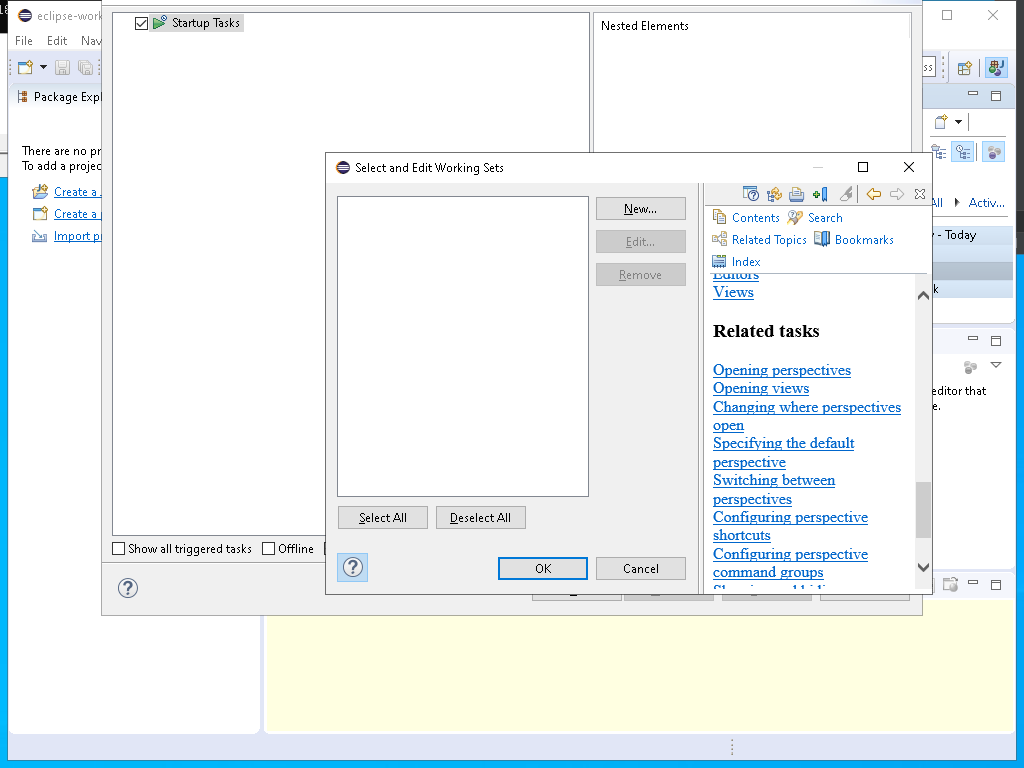 eclipse-work
File Edit Nav
Package Expl
There are no pr
To add a project
Create a
Create a
Import pr
Startup Tasks
Nested Elements
Show all triggered tasks
Offline
Select and Edit Working Sets
New...
Edit...
Remove
Select All
Deselect All
OK
Cancel
Contents
Search
Related Topics
Bookmarks
Index
Editors
Views
Related tasks
Opening perspectives
Opening views
Changing where perspectives
open
Specifying the default
perspective
Switching between
perspectives
Configuring perspective
shortcuts
Configuring perspective
command groups
ss
All
Activ...
- Today
k
editor that
e.